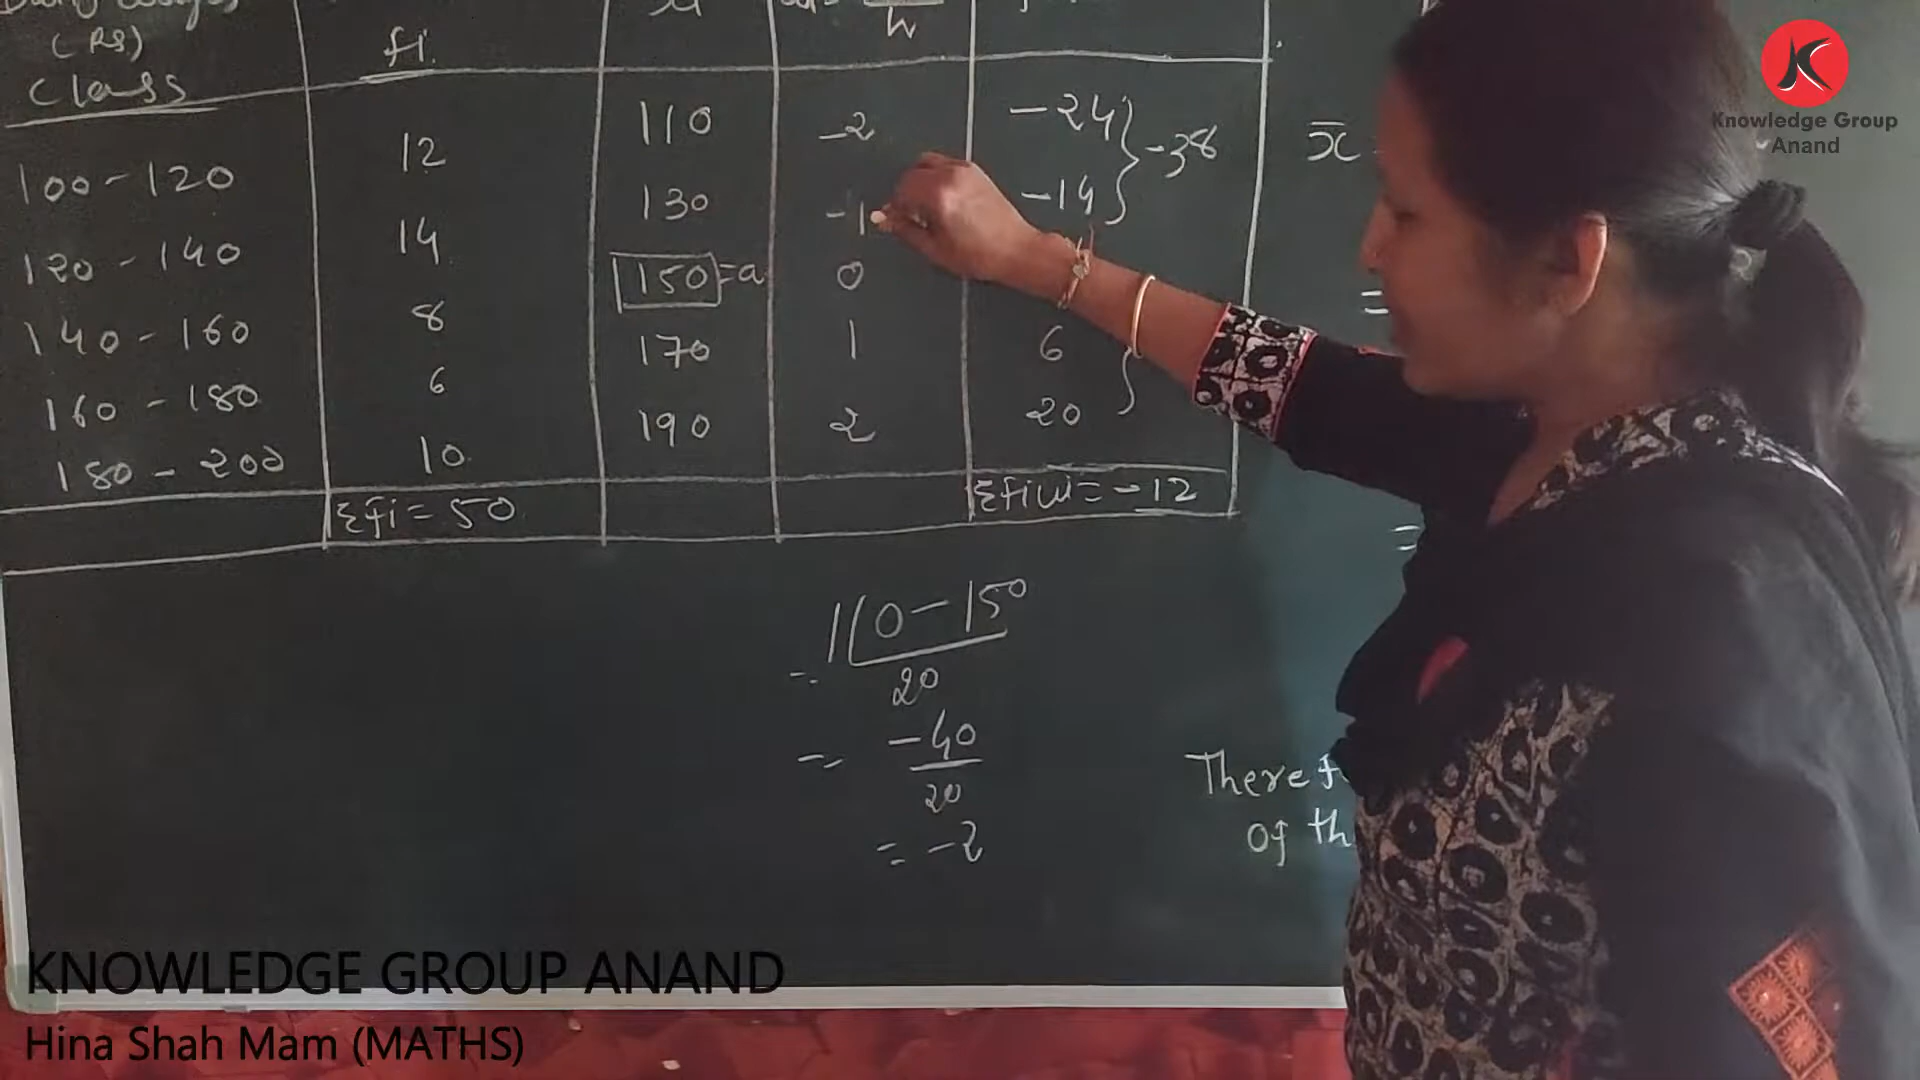 (RS)
Class
fi
h
100-120 12 110 -2 -24
120-140 14 130 -1 -14 } -38
140-160 8 150 =a 0
160-180 6 170 1 6
180-200 10 190 2 20
Σfi = 50 Σfiui = -12
x̄
=
=
= 110-150
20
= -40
20
= -2
of th
Knowledge Group
Anand
KNOWLEDGE GROUP ANAND
Hina Shah Mam (MATHS)